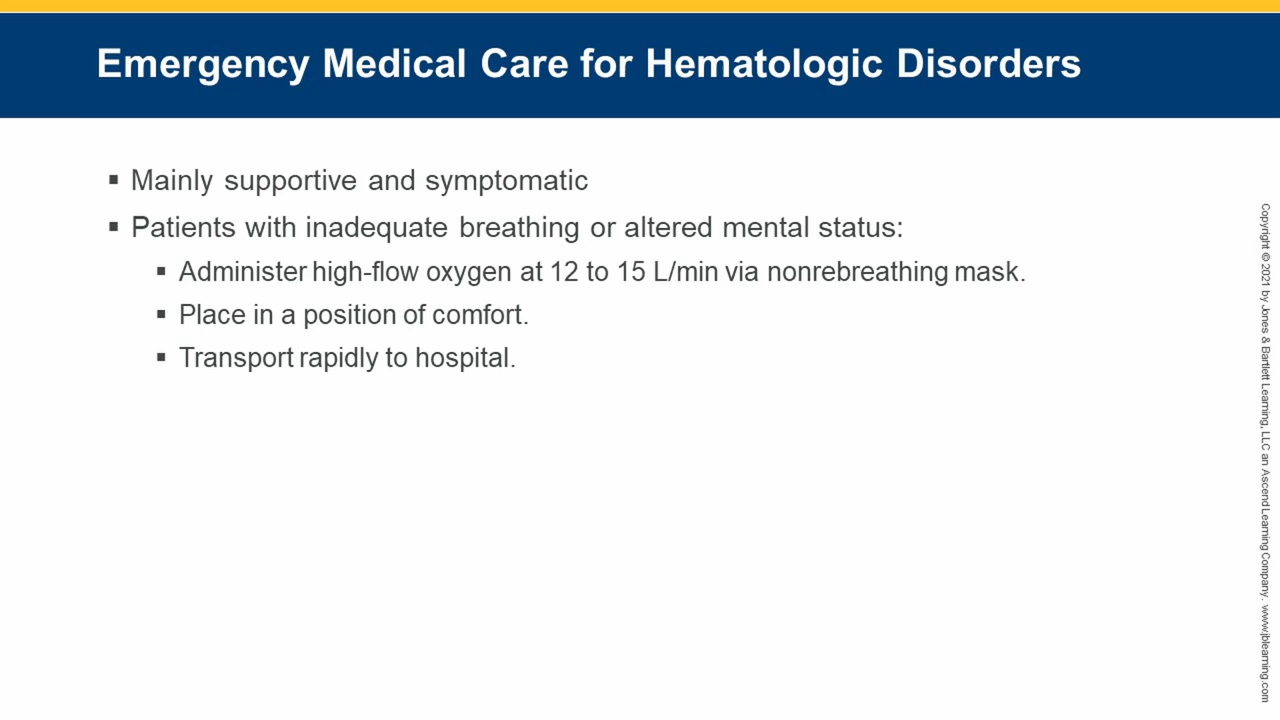 Emergency Medical Care for Hematologic Disorders
▪ Mainly supportive and symptomatic
▪ Patients with inadequate breathing or altered mental status:
▪ Administer high-flow oxygen at 12 to 15 L/min via nonrebreathing mask.
▪ Place in a position of comfort.
▪ Transport rapidly to hospital.
Copyright © 2021 by Jones & Bartlett Learning, LLC an Ascend Learning Company. www.jblearning.com